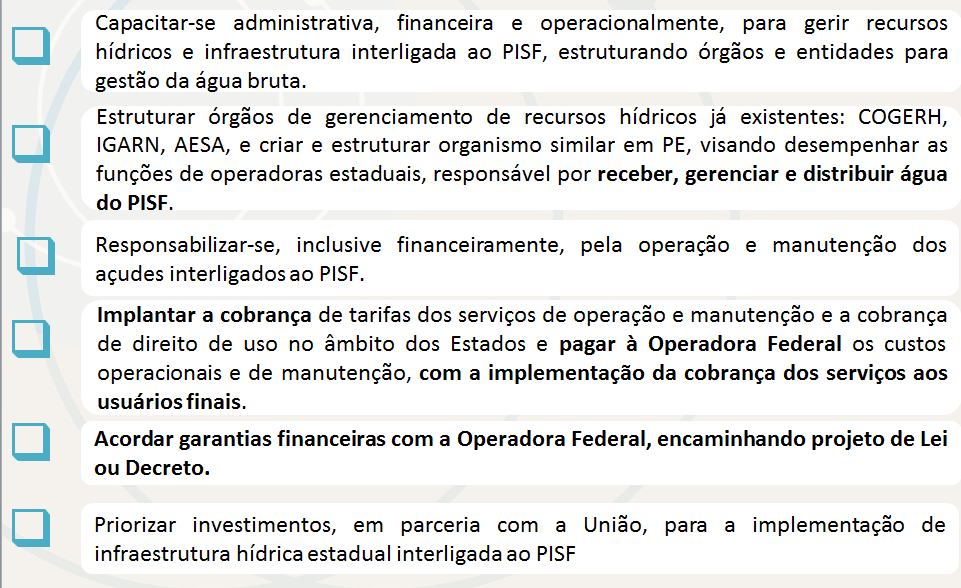 Capacitar-se administrativa, financeira e operacionalmente, para gerir recursos
hídricos e infraestrutura interligada ao PISF, estruturando órgãos e entidades para
gestão da água bruta.
Estruturar órgãos de gerenciamento de recursos hídricos já existentes: COGERH,
IGARN, AESA, e criar e estruturar organismo similar em PE, visando desempenhar as
funções de operadoras estaduais, responsável por receber, gerenciar e distribuir água
do PISF.
Responsabilizar-se, inclusive financeiramente, pela operação e manutenção dos
açudes interligados ao PISF.
Implantar a cobrança de tarifas dos serviços de operação e manutenção e a cobrança
de direito de uso no âmbito dos Estados e pagar à Operadora Federal os custos
operacionais e de manutenção, com a implementação da cobrança dos serviços aos
usuários finais.
Acordar garantias financeiras com a Operadora Federal, encaminhando projeto de Lei
ou Decreto.
Priorizar investimentos, em parceria com a União, para a implementação de
infraestrutura hídrica estadual interligada ao PISF